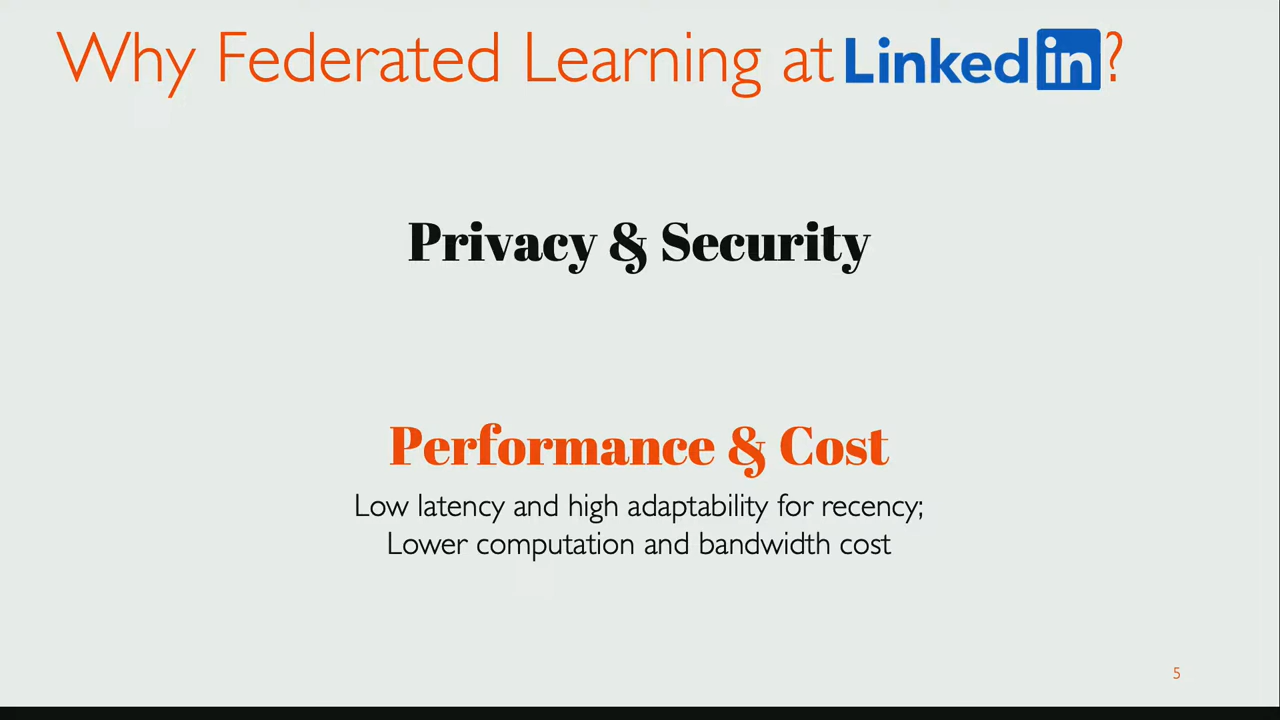 Why Federated Learning at Linkedin?
Privacy & Security
Performance & Cost
Low latency and high adaptability for recency;
Lower computation and bandwidth cost
5